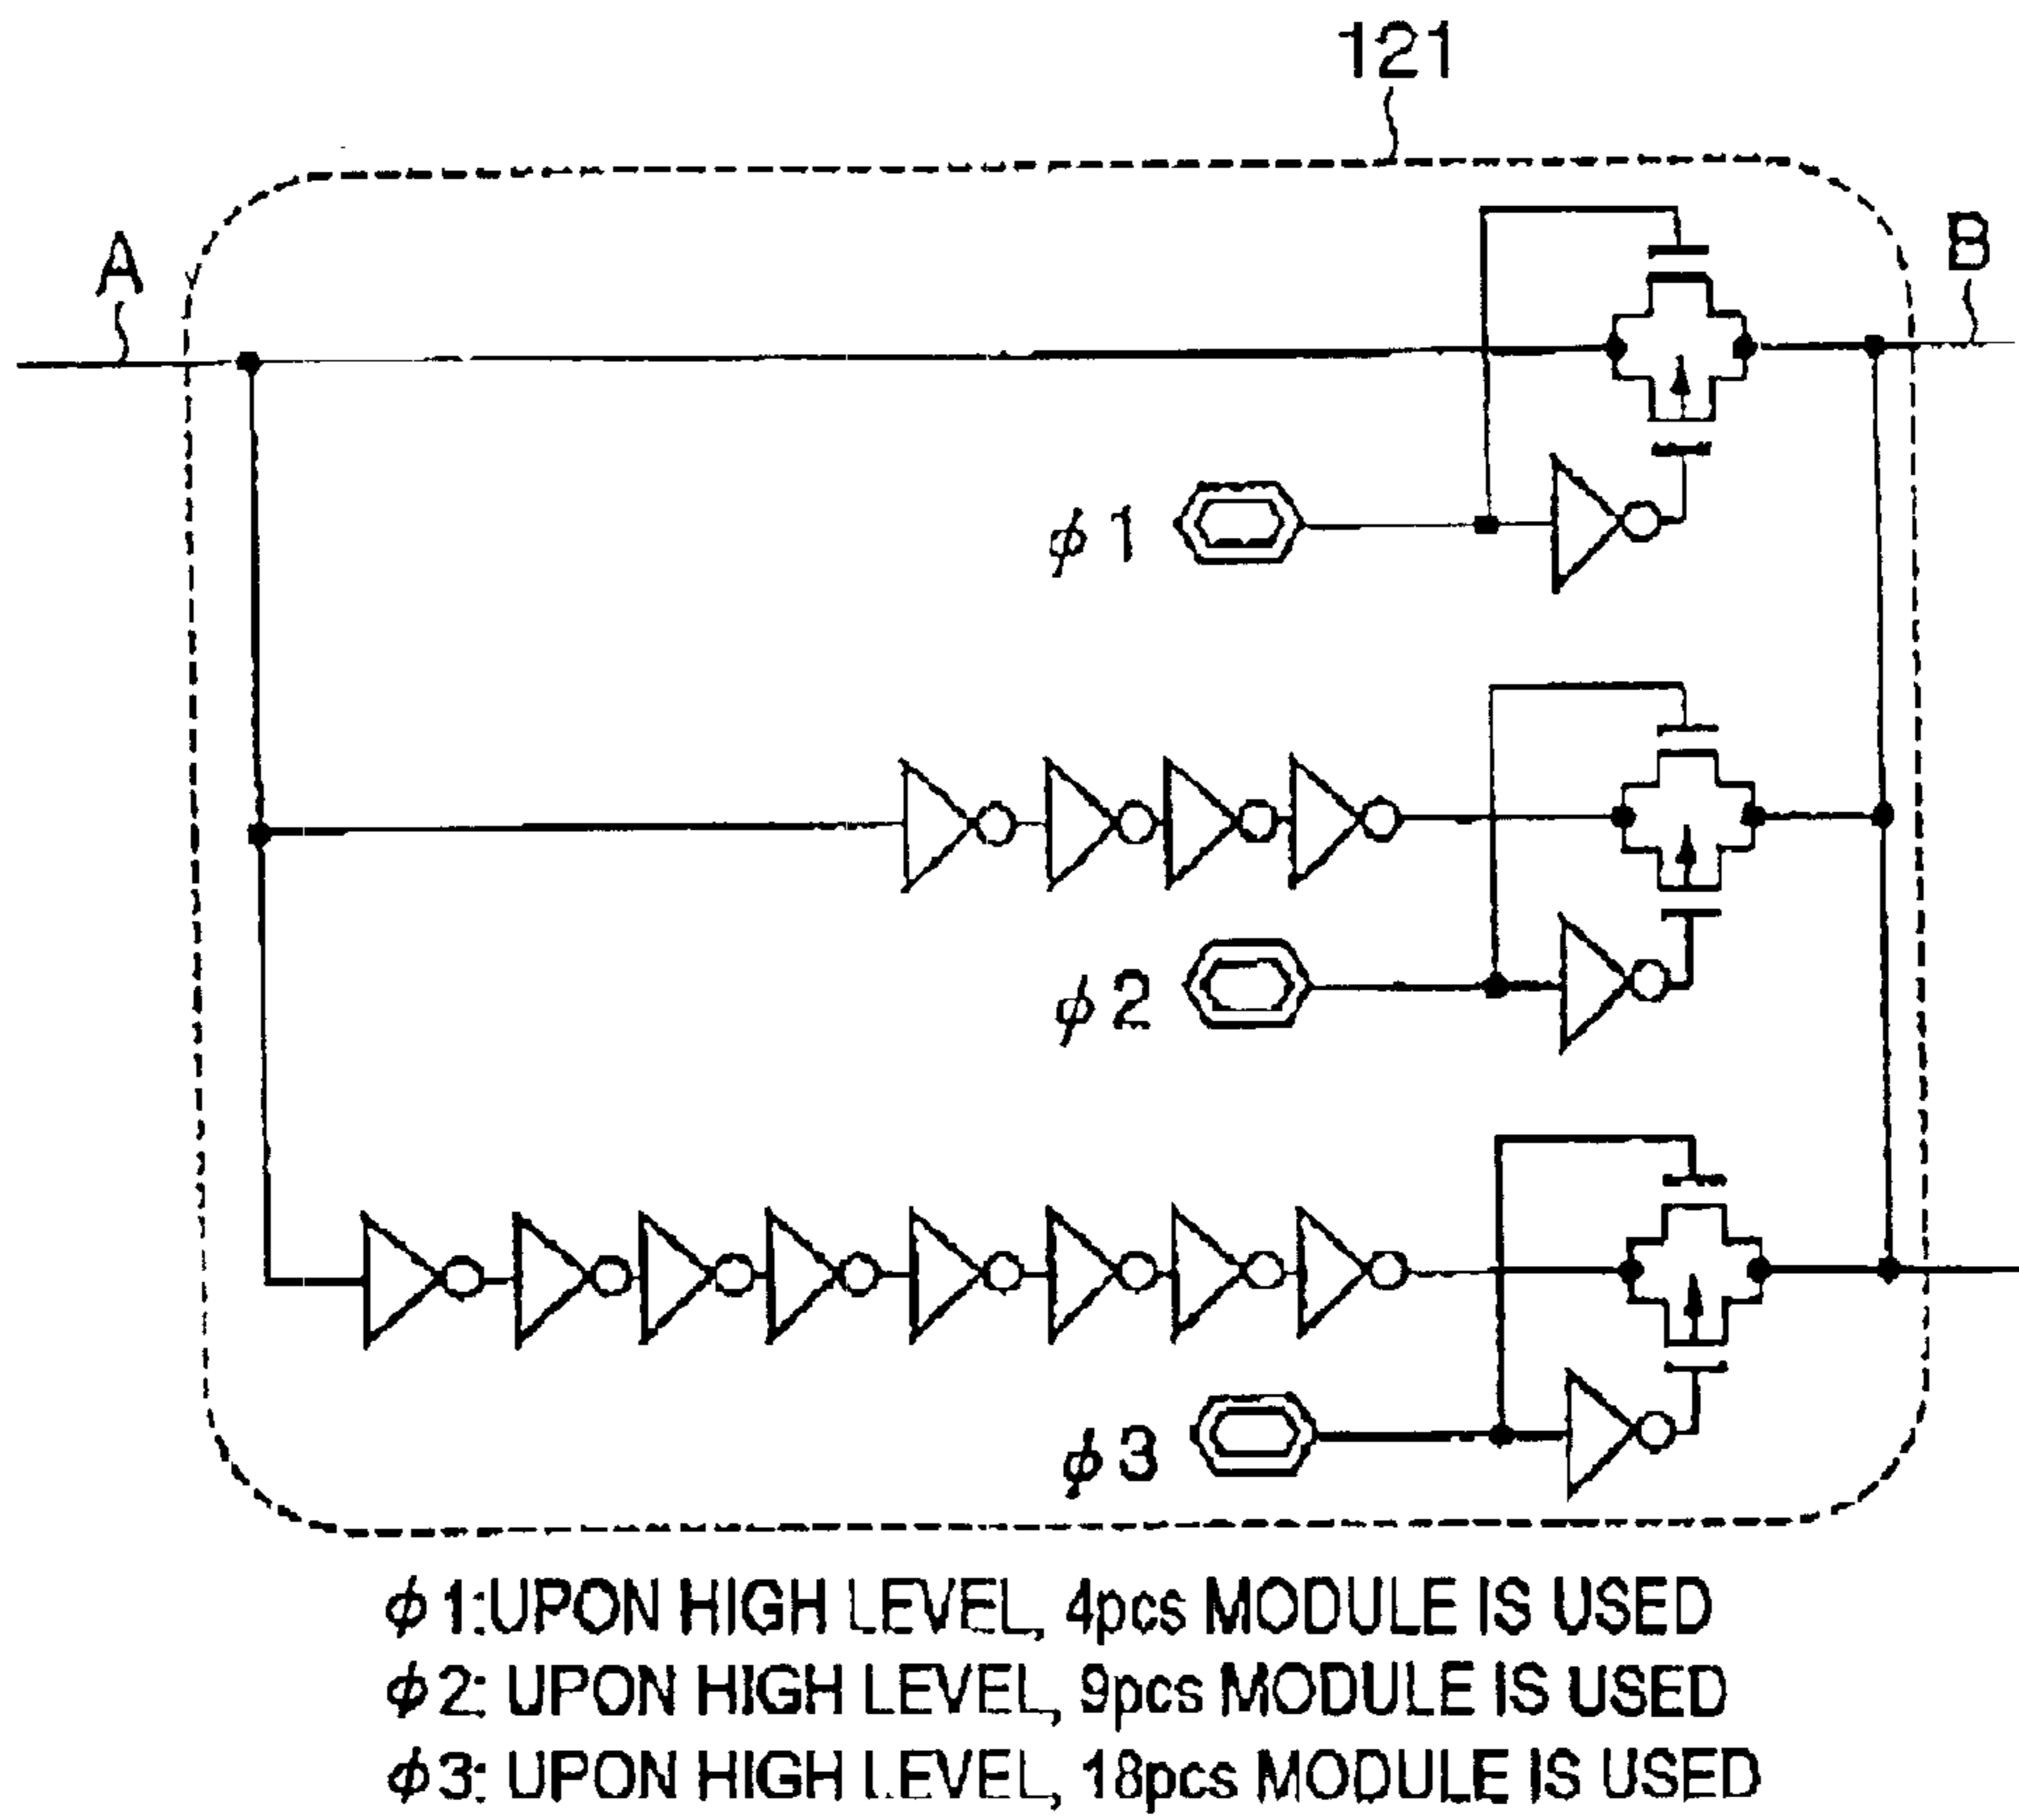 121
A
B
ϕ1
ϕ2
ϕ3
ϕ1:UPON HIGH LEVEL, 4pcs MODULE IS USED
ϕ2: UPON HIGH LEVEL, 9pcs MODULE IS USED
ϕ3: UPON HIGH LEVEL, 18pcs MODULE IS USED